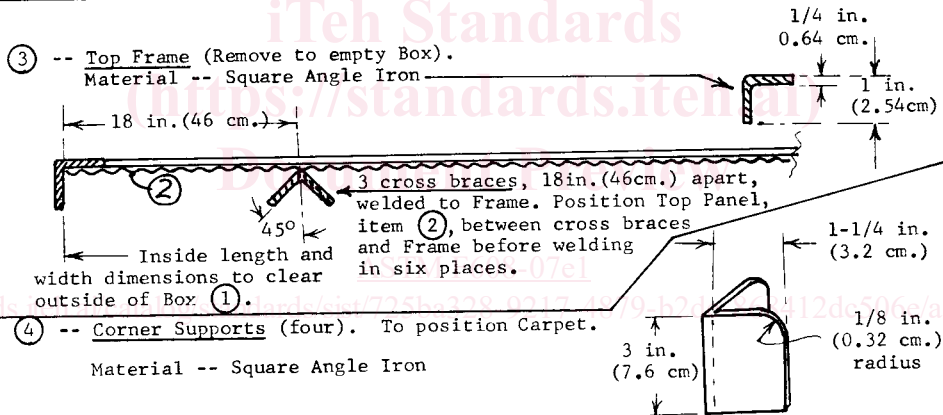 iTeh Standards
(https://standards.iteh.ai)
Document Preview
③ -- Top Frame (Remove to empty Box).
Material -- Square Angle Iron
1/4 in.
0.64 cm.
1 in.
(2.54cm)
18 in.(46 cm.)
②
45º
3 cross braces, 18in.(46cm.) apart,
welded to Frame. Position Top Panel,
item ②, between cross braces
and Frame before welding
in six places.
Inside length and
width dimensions to clear
outside of Box ①.
1-1/4 in.
(3.2 cm.)
④ -- Corner Supports (four). To position Carpet.
Material -- Square Angle Iron
3 in.
(7.6 cm)
1/8 in.
(0.32 cm.)
radius